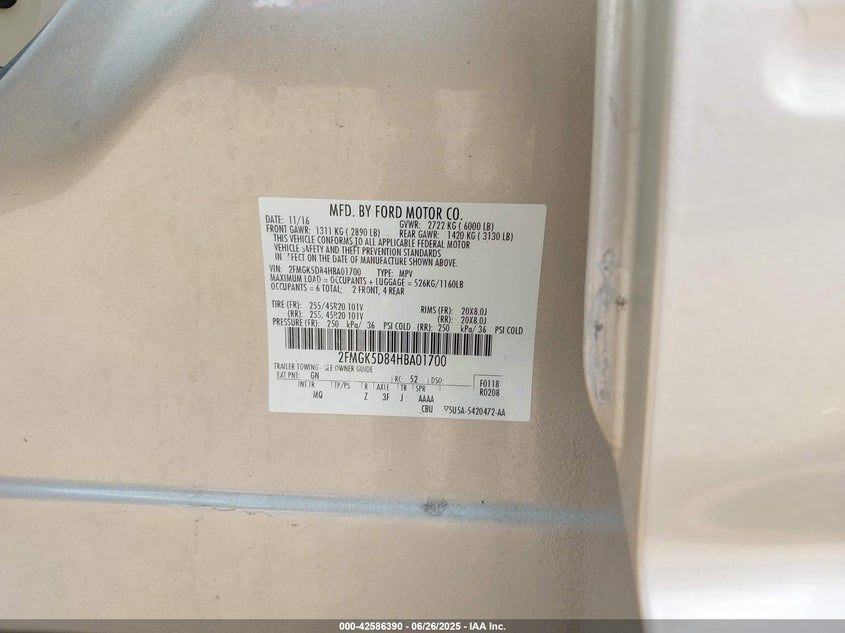 MFD. BY FORD MOTOR CO.
DATE: 11/16 GVWR: 2722 KG ( 6000 LB)
FRONT GAWR: 1311 KG ( 2890 LB) REAR GAWR: 1420 KG ( 3130 LB)
THIS VEHICLE CONFORMS TO ALL APPLICABLE FEDERAL MOTOR
VEHICLE SAFETY AND THEFT PREVENTION STANDARDS
IN EFFECT ON THE DATE OF MANUFACTURE SHOWN ABOVE.
VIN: 2FMGK5D84HBA01700 TYPE: MPV
MAXIMUM LOAD = OCCUPANTS + LUGGAGE = 526KG/1160LB
OCCUPANTS = 6 TOTAL; 2 FRONT, 4 REAR
TIRE (FR): 255/45R20 101V RIMS (FR): 20X8.0J
(RR): 255/45R20 101V (RR): 20X8.0J
PRESSURE (FR): 250 kPa/ 36 PSI COLD (RR): 250 kPa/ 36 PSI COLD
2FMGK5D84HBA01700
TRAILER TOWING - SEE OWNER GUIDE
EXT PNT: GN RC: 52 DSO: F0118
INT TR TP/PS R AXLE TR SPR R0208
MQ Z 3F J AAAA
CBU SU5A-5420472-AA
000-42586390 - 06/26/2025 - IAA Inc.